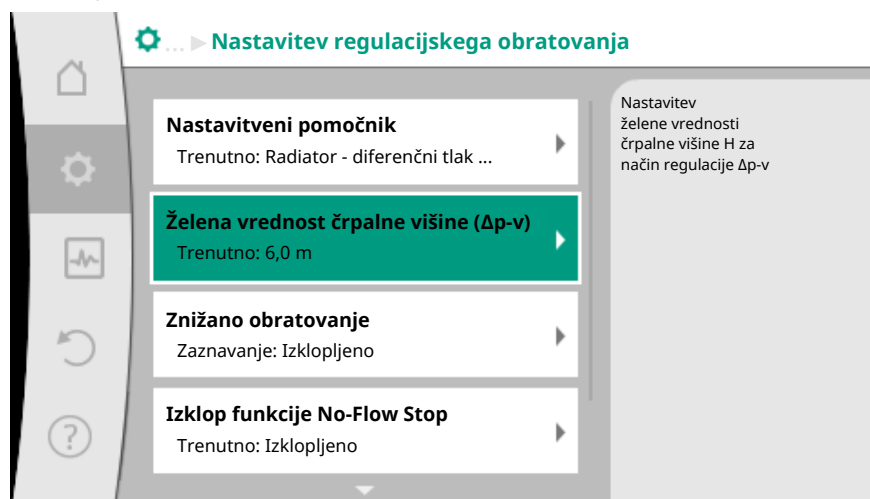 ... ▶ Nastavitev regulacijskega obratovanja
Nastavitveni pomočnik
Trenutno: Radiator - diferenčni tlak ...
Želena vrednost črpalne višine (Δp-v)
Trenutno: 6,0 m
Znižano obratovanje
Zaznavanje: Izklopljeno
Izklop funkcije No-Flow Stop
Trenutno: Izklopljeno
Nastavitev
želene vrednosti
črpalne višine H za
način regulacije Δp-v
?